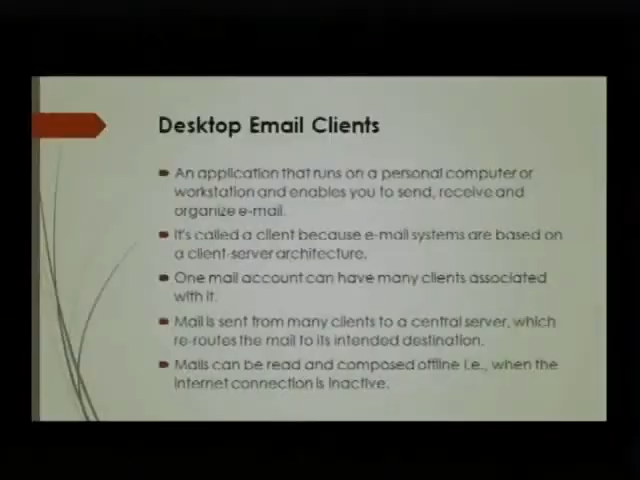 Desktop Email Clients
An application that runs on a personal computer or
workstation and enables you to send, receive and
organize e-mail.
It's called a client because e-mail systems are based on
a client-server architecture.
One mail account can have many clients associated
with it.
Mail is sent from many clients to a central server, which
re-routes the mail to its intended destination.
Mails can be read and composed offline i.e., when the
internet connection is inactive.